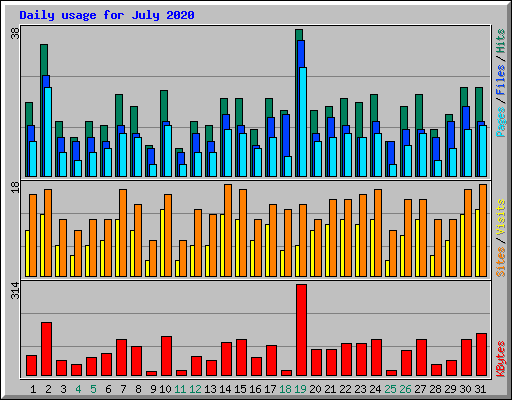 Daily usage for July 2020
38
Pages / Files / Hits
18
Sites / Visits
314
KBytes
1 2 3 4 5 6 7 8 9 10 11 12 13 14 15 16 17 18 19 20 21 22 23 24 25 26 27 28 29 30 31